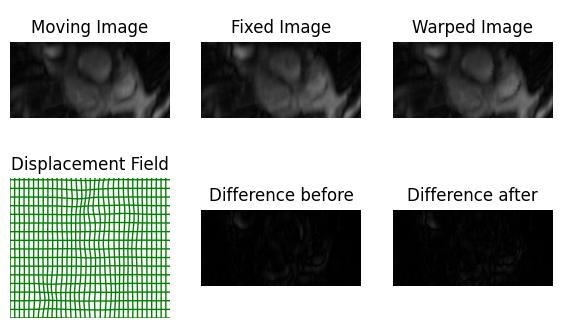 Moving Image
Fixed Image
Warped Image
Displacement Field
Difference before
Difference after